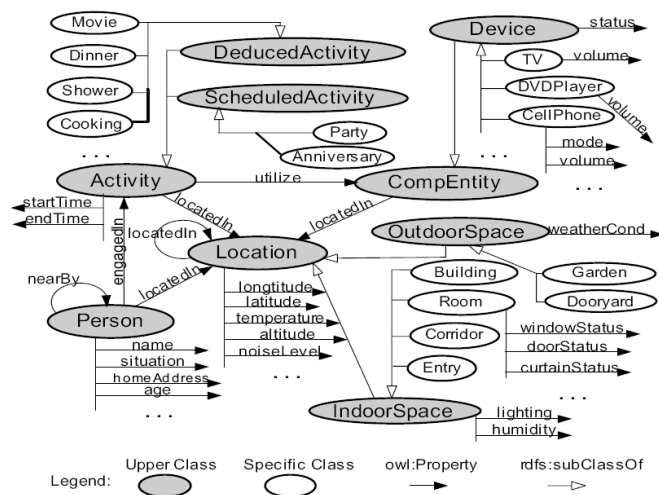 Movie
Dinner
Shower
Cooking
. . .
DeducedActivity
ScheduledActivity
Party
Anniversary
Device
status
TV
volume
DVDPlayer
volume
CellPhone
mode
volume
. . .
Activity
utilize
CompEntity
startTime
endTime
engagedIn
locatedIn
locatedIn
locatedIn
locatedIn
Location
nearBy
Person
name
situation
homeAddress
age
. . .
longtitude
latitude
temperature
altitude
noiseLevel
. . .
OutdoorSpace
weatherCond
Garden
Dooryard
Building
Room
Corridor
Entry
windowStatus
doorStatus
curtainStatus
. . .
IndoorSpace
lighting
humidity
. . .
Legend:
Upper Class
Specific Class
owl:Property
rdfs:subClassOf